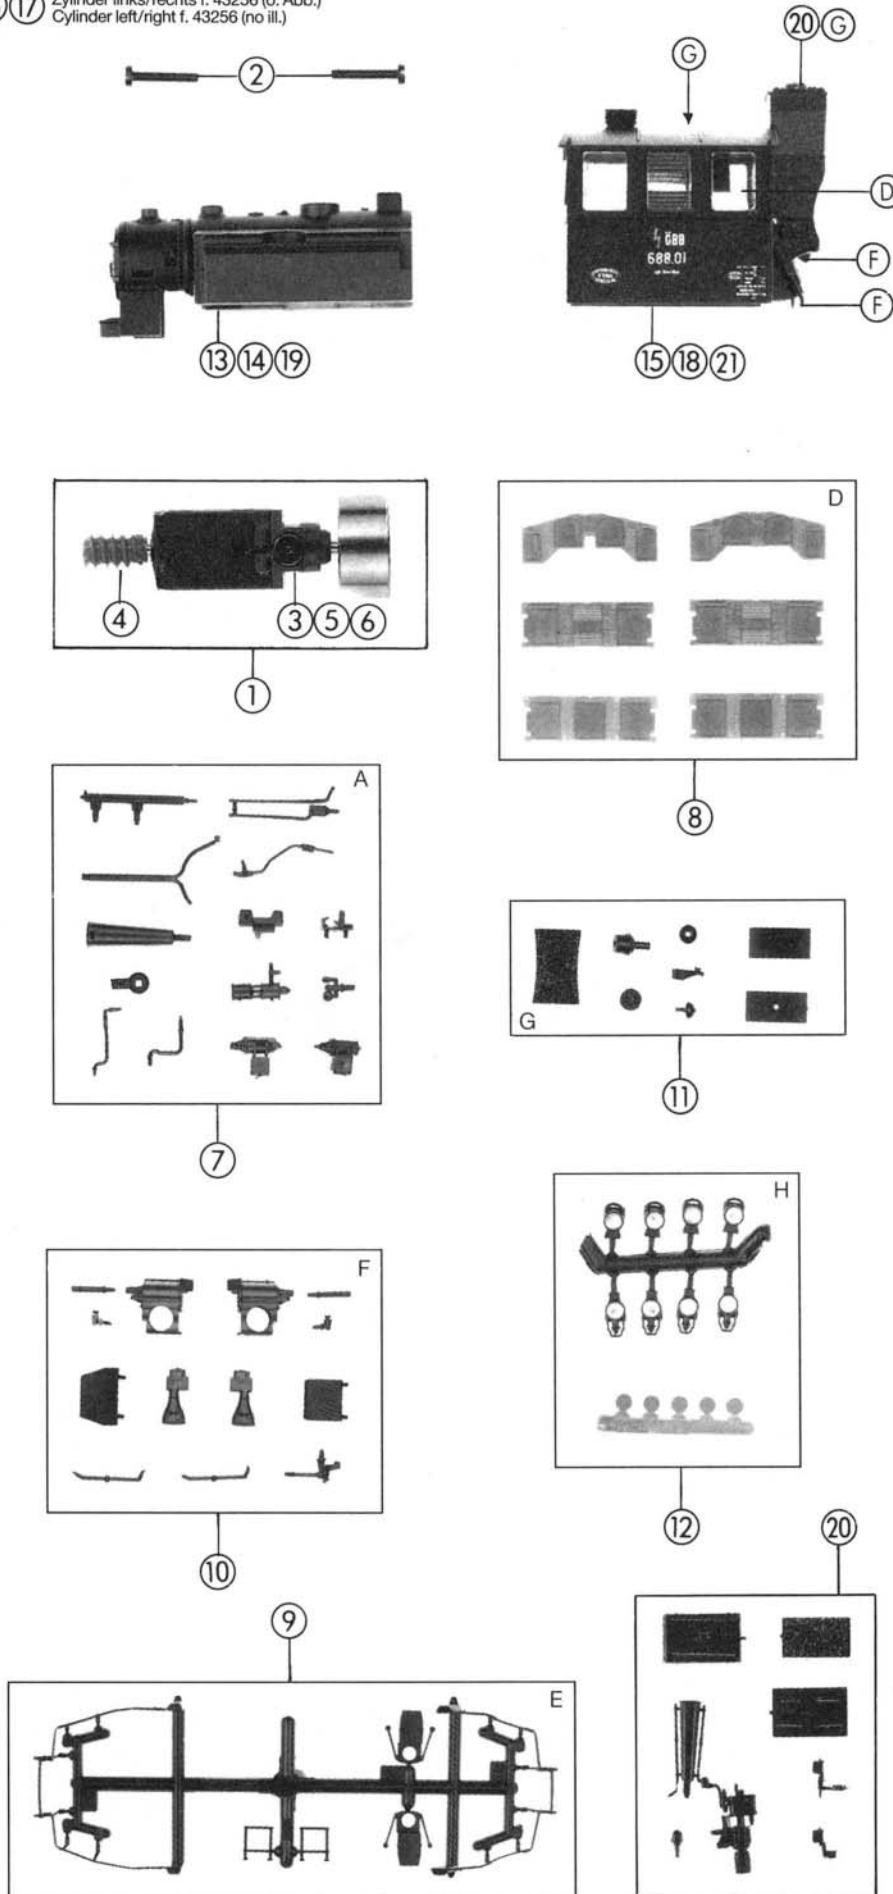 17 Zylinder links/rechts f. 43256 (o. Abb.)
Cylinder left/right f. 43256 (no ill.)
2
G
20 G
D
F
F
ÖBB
688.01
13 14 19
15 18 21
4
3 5 6
1
D
8
A
7
G
11
H
12
F
10
20
9
E